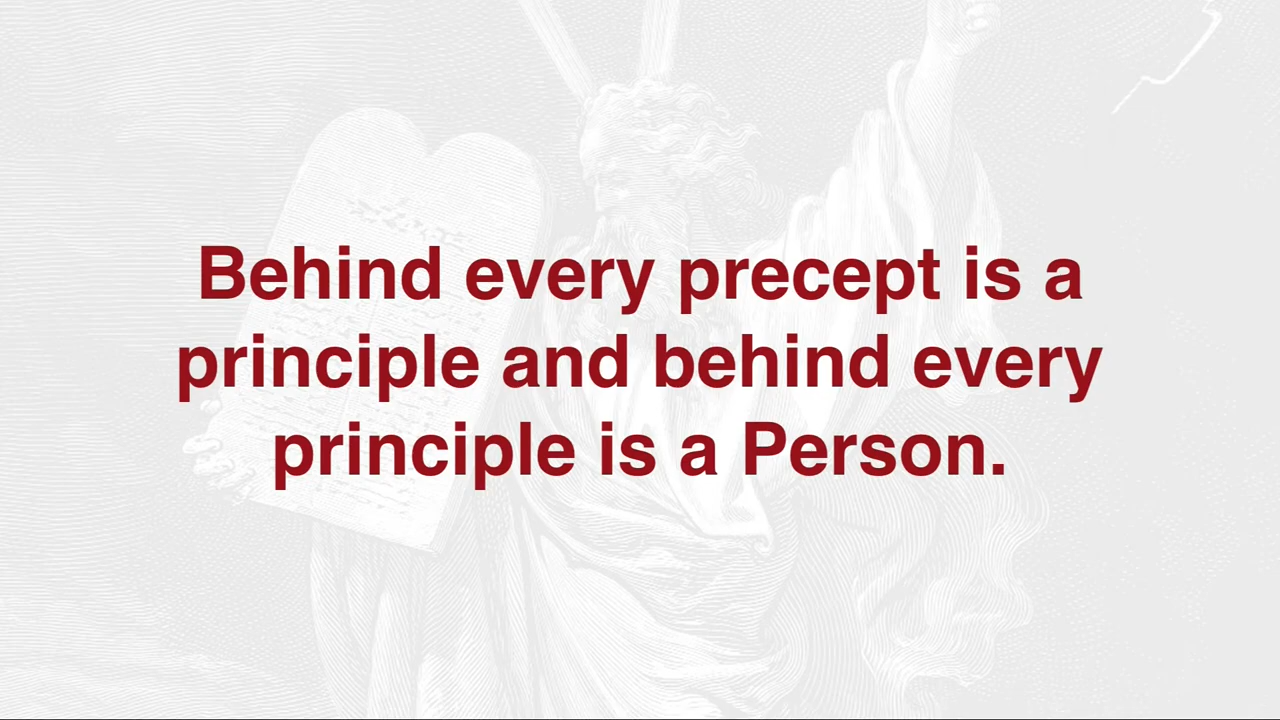 Behind every precept is a
principle and behind every
principle is a Person.